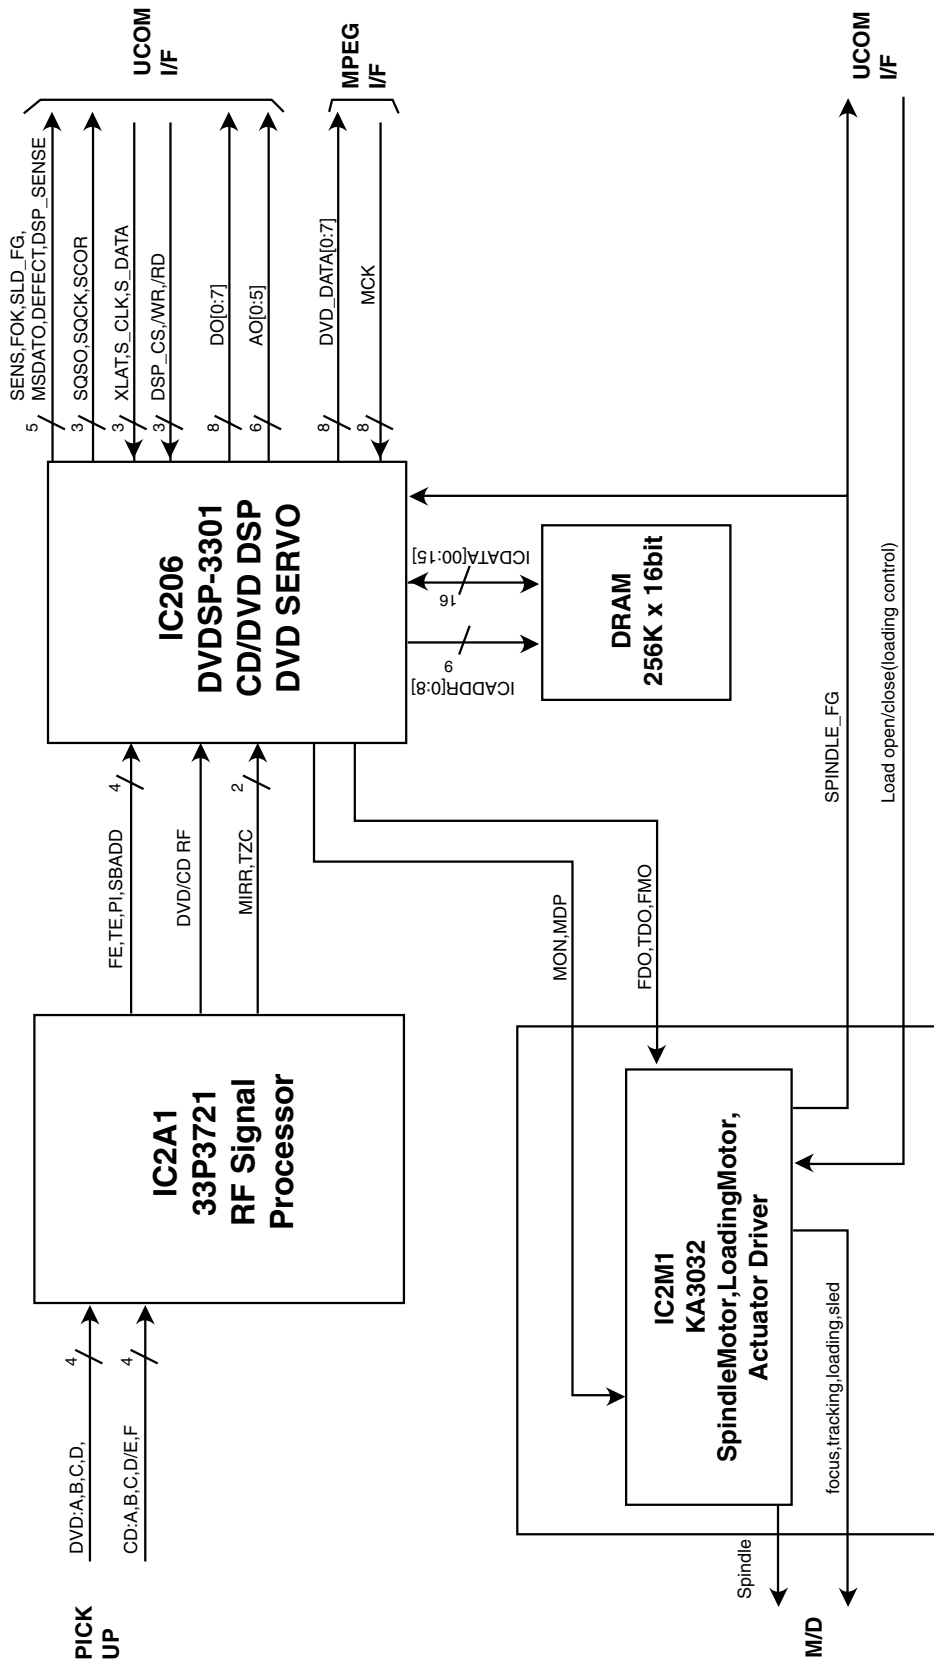 PICK
UP
DVD:A,B,C,D,
CD:A,B,C,D/E,F
4
4
IC2A1
33P3721
RF Signal
Processor
FE,TE,PI,SBADD
4
DVD/CD RF
MIRR,TZC
2
IC206
DVDSP-3301
CD/DVD DSP
DVD SERVO
SENS,FOK,SLD_FG,
MSDATO,DEFECT,DSP_SENSE
5
SQSO,SQCK,SCOR
3
XLAT,S_CLK,S_DATA
3
DSP_CS,/WR,/RD
3
DO[0:7]
8
AO[0:5]
6
DVD_DATA[0:7]
8
MCK
8
UCOM
I/F
MPEG
I/F
ICADDR[0:8]
9
ICDATA[00:15]
16
DRAM
256K x 16bit
MON,MDP
FDO,TDO,FMO
IC2M1
KA3032
SpindleMotor,LoadingMotor,
Actuator Driver
Spindle
focus,tracking,loading,sled
M/D
SPINDLE_FG
Load open/close(loading control)
UCOM
I/F